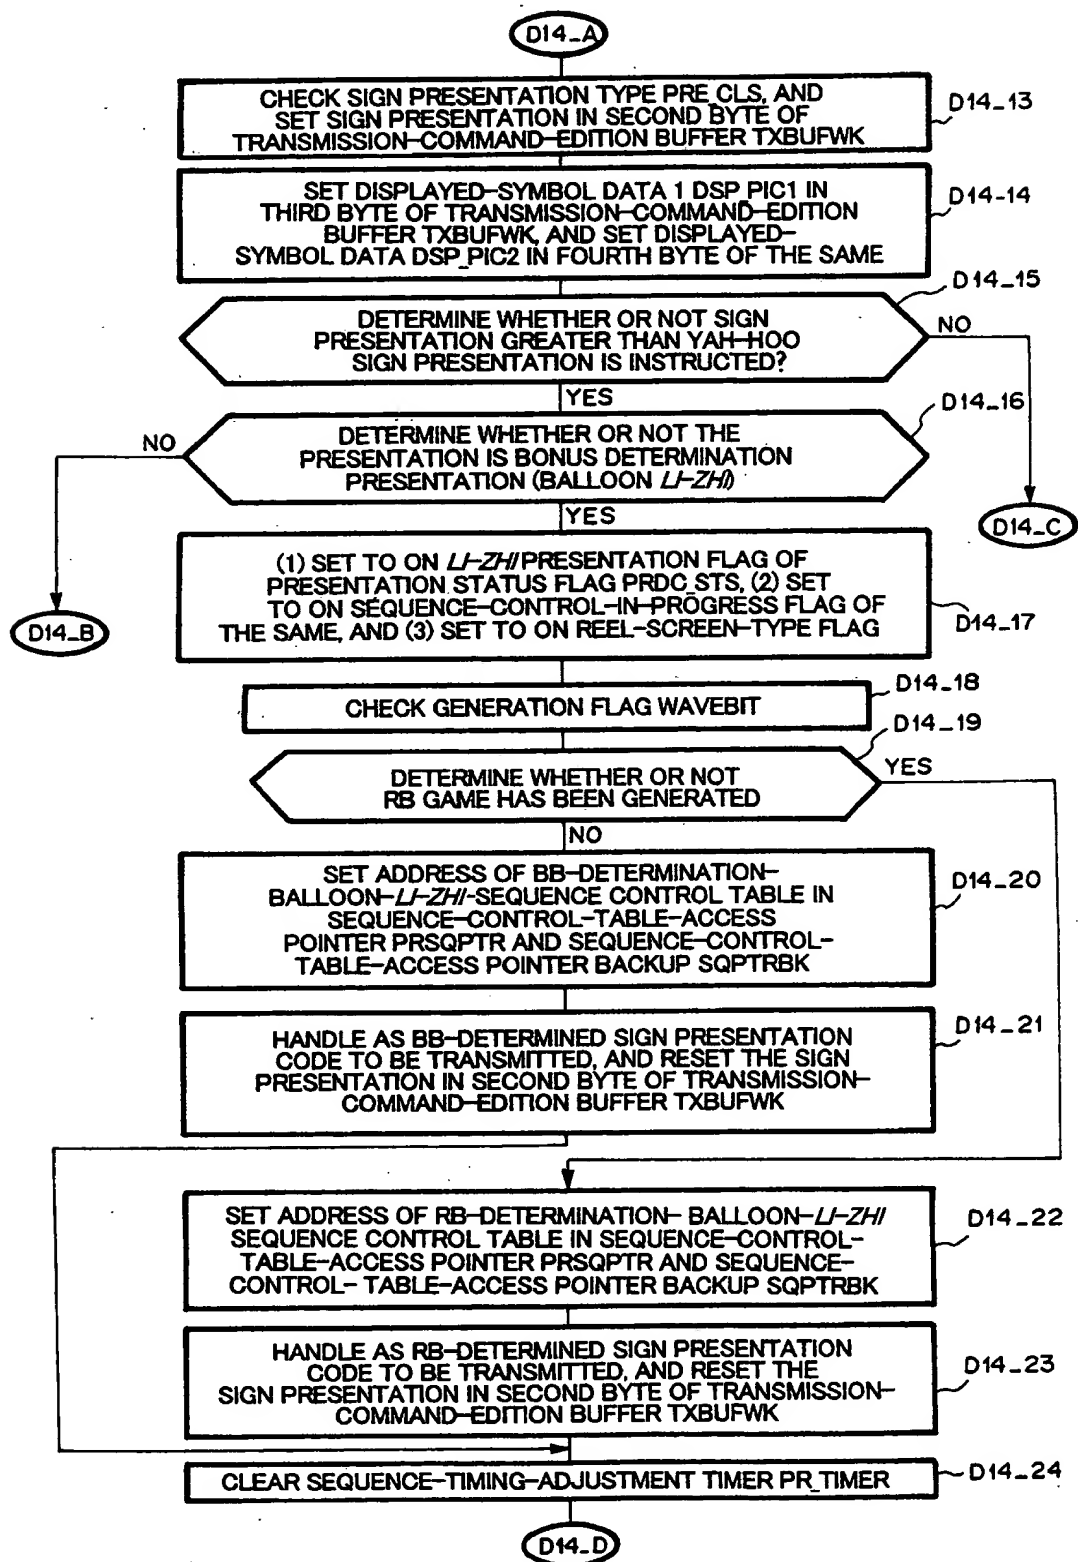 D14_A
CHECK SIGN PRESENTATION TYPE PRE_CLS, AND
SET SIGN PRESENTATION IN SECOND BYTE OF
TRANSMISSION-COMMAND-EDITION BUFFER TXBUFWK
D14_13
SET DISPLAYED-SYMBOL DATA 1 DSP_PIC1 IN
THIRD BYTE OF TRANSMISSION-COMMAND-EDITION
BUFFER TXBUFWK, AND SET DISPLAYED-
SYMBOL DATA DSP_PIC2 IN FOURTH BYTE OF THE SAME
D14-14
D14_15
DETERMINE WHETHER OR NOT SIGN
PRESENTATION GREATER THAN YAH-HOO
SIGN PRESENTATION IS INSTRUCTED?
NO
YES
D14_16
NO
DETERMINE WHETHER OR NOT THE
PRESENTATION IS BONUS DETERMINATION
PRESENTATION (BALLOON LI-ZHI)
YES
D14_C
(1) SET TO ON LI-ZHI PRESENTATION FLAG OF
PRESENTATION STATUS FLAG PRDC_STS, (2) SET
TO ON SEQUENCE-CONTROL-IN-PROGRESS FLAG OF
THE SAME, AND (3) SET TO ON REEL-SCREEN-TYPE FLAG
D14_17
D14_B
D14_18
CHECK GENERATION FLAG WAVEBIT
D14_19
DETERMINE WHETHER OR NOT
RB GAME HAS BEEN GENERATED
YES
NO
SET ADDRESS OF BB-DETERMINATION-
BALLOON-LI-ZHI-SEQUENCE CONTROL TABLE IN
SEQUENCE-CONTROL-TABLE-ACCESS
POINTER PRSQPTR AND SEQUENCE-CONTROL-
TABLE-ACCESS POINTER BACKUP SQPTRBK
D14_20
HANDLE AS BB-DETERMINED SIGN PRESENTATION
CODE TO BE TRANSMITTED, AND RESET THE SIGN
PRESENTATION IN SECOND BYTE OF TRANSMISSION-
COMMAND-EDITION BUFFER TXBUFWK
D14_21
SET ADDRESS OF RB-DETERMINATION- BALLOON-LI-ZHI
SEQUENCE CONTROL TABLE IN SEQUENCE-CONTROL-
TABLE-ACCESS POINTER PRSQPTR AND SEQUENCE-
CONTROL- TABLE-ACCESS POINTER BACKUP SQPTRBK
D14_22
HANDLE AS RB-DETERMINED SIGN PRESENTATION
CODE TO BE TRANSMITTED, AND RESET THE
SIGN PRESENTATION IN SECOND BYTE OF TRANSMISSION-
COMMAND-EDITION BUFFER TXBUFWK
D14_23
CLEAR SEQUENCE-TIMING-ADJUSTMENT TIMER PR_TIMER
D14_24
D14_D